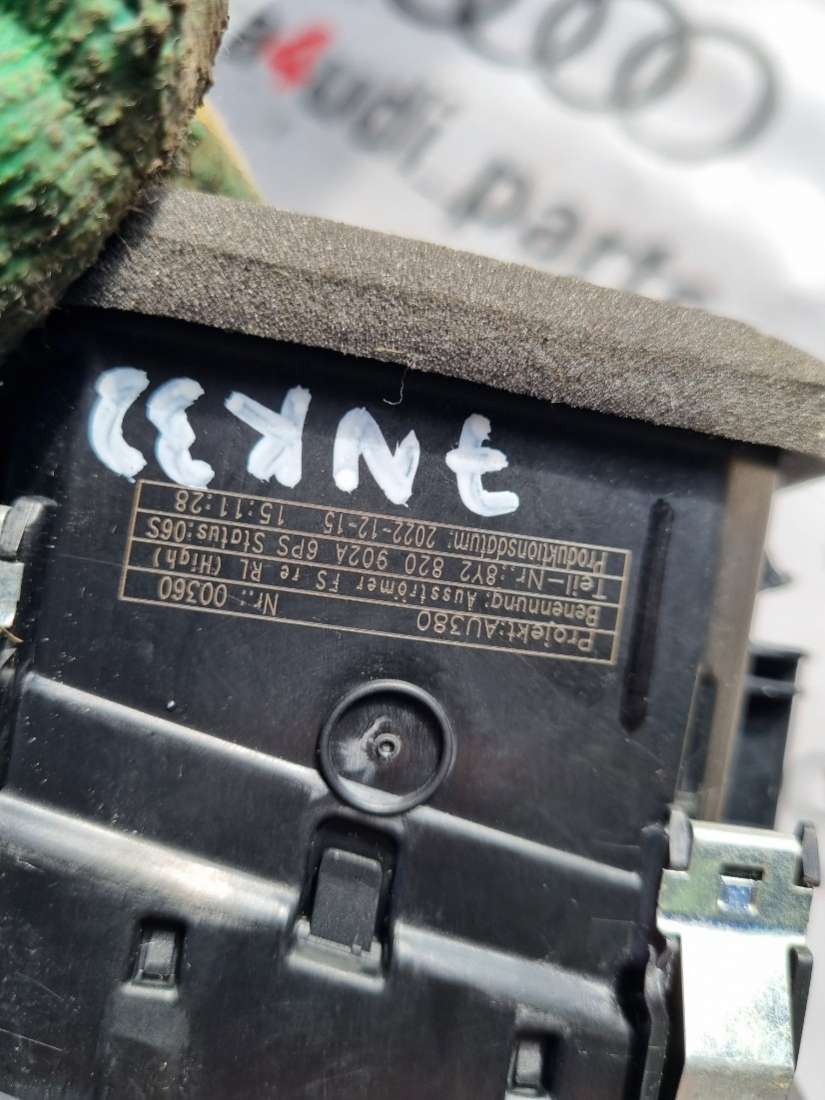 a4udi_parts
Projekt:AU380 Nr.: 00360
Benennung:Ausströmer FS re RL (High)
Teil-Nr.:8Y2 820 902A 6PS Status:06S
Produktionsdatum: 2022-12-15 15:11:28